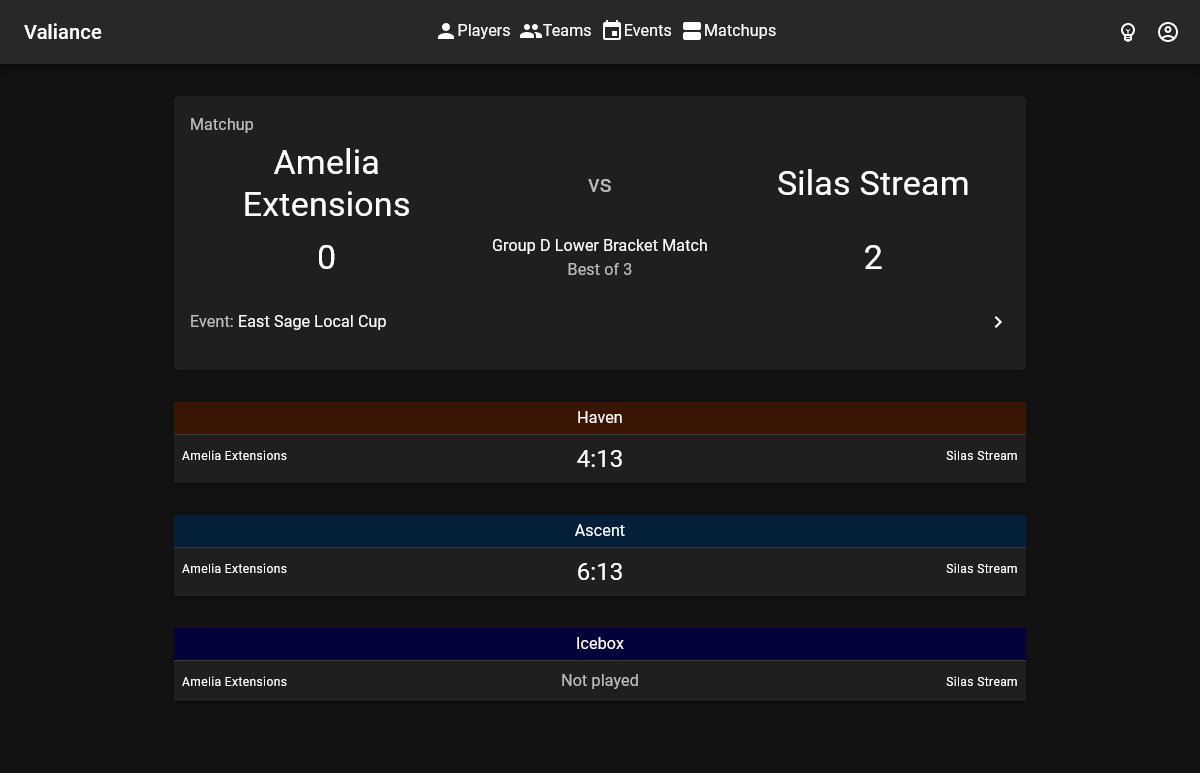 Valiance
Players Teams Events Matchups
Matchup
Amelia
Extensions
VS
Silas Stream
0
Group D Lower Bracket Match
Best of 3
2
Event: East Sage Local Cup
Haven
Amelia Extensions 4:13 Silas Stream
Ascent
Amelia Extensions 6:13 Silas Stream
Icebox
Amelia Extensions Not played Silas Stream